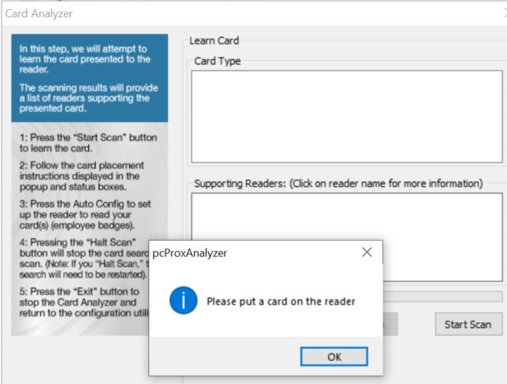 Card Analyzer
In this step, we will attempt to
learn the card presented to the
reader.
The scanning results will provide
a list of readers supporting the
presented card.
1: Press the "Start Scan" button
to learn the card.
2: Follow the card placement
instructions displayed in the
popup and status boxes.
3: Press the Auto Config to set
up the reader to read your
card(s) (employee badges).
4: Pressing the "Halt Scan"
button will stop the card searc
scan. (Note: If you "Halt Scan," t
search will need to be restarted).
5: Press the "Exit" button to
stop the Card Analyzer and
return to the configuration utili
Learn Card
Card Type
Supporting Readers: (Click on reader name for more information)
pcProxAnalyzer
Please put a card on the reader
OK
Start Scan